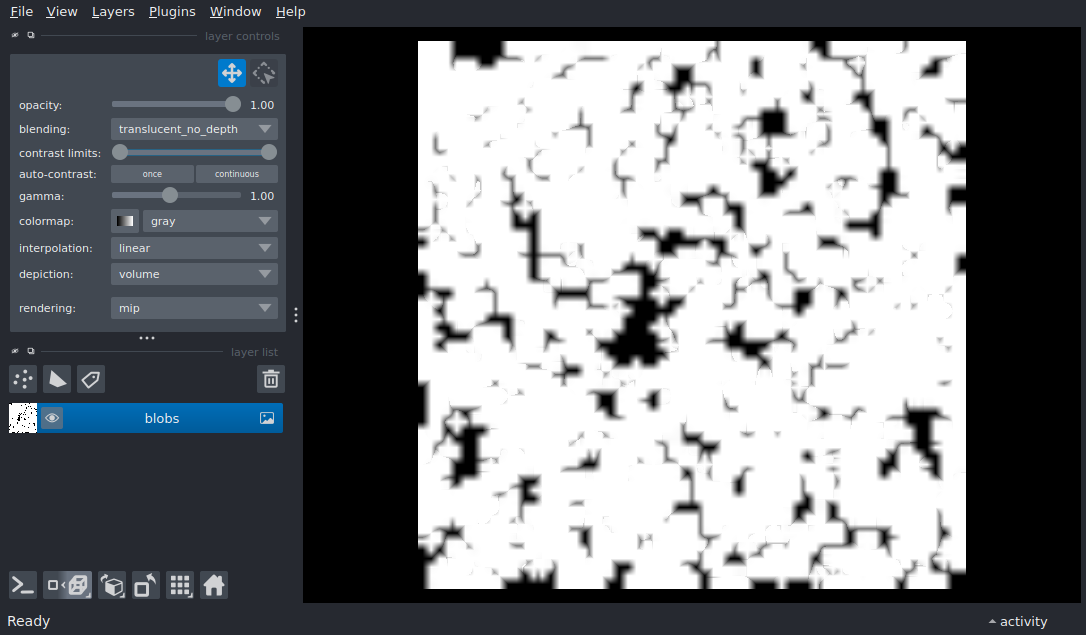 File View Layers Plugins Window Help
layer controls
opacity: 1.00
blending: translucent_no_depth
contrast limits:
auto-contrast: once continuous
gamma: 1.00
colormap: gray
interpolation: linear
depiction: volume
rendering: mip
layer list
blobs
Ready activity